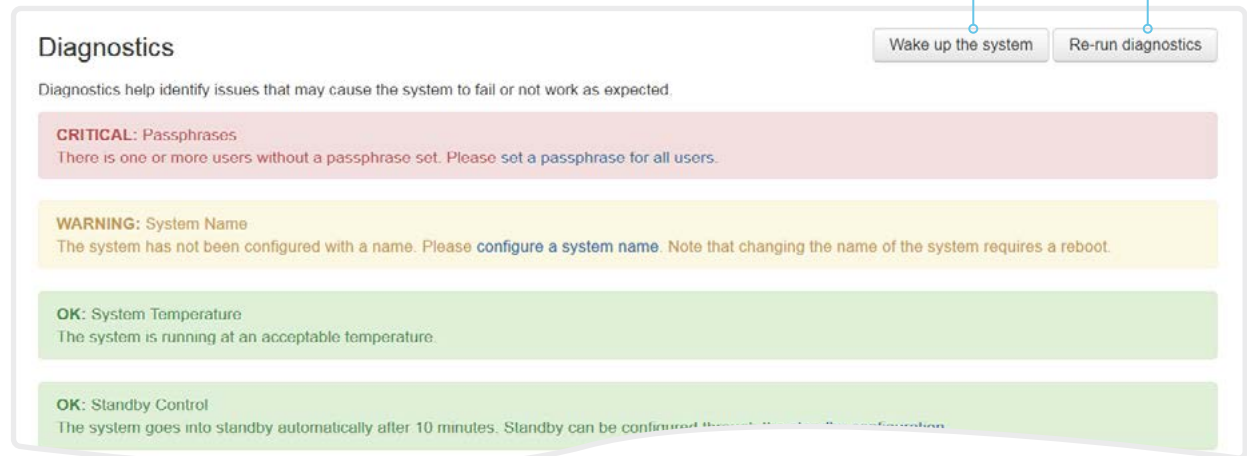 Diagnostics
Wake up the system
Re-run diagnostics
Diagnostics help identify issues that may cause the system to fail or not work as expected.
CRITICAL: Passphrases
There is one or more users without a passphrase set. Please set a passphrase for all users.
WARNING: System Name
The system has not been configured with a name. Please configure a system name. Note that changing the name of the system requires a reboot.
OK: System Temperature
The system is running at an acceptable temperature.
OK: Standby Control
The system goes into standby automatically after 10 minutes. Standby can be configured through